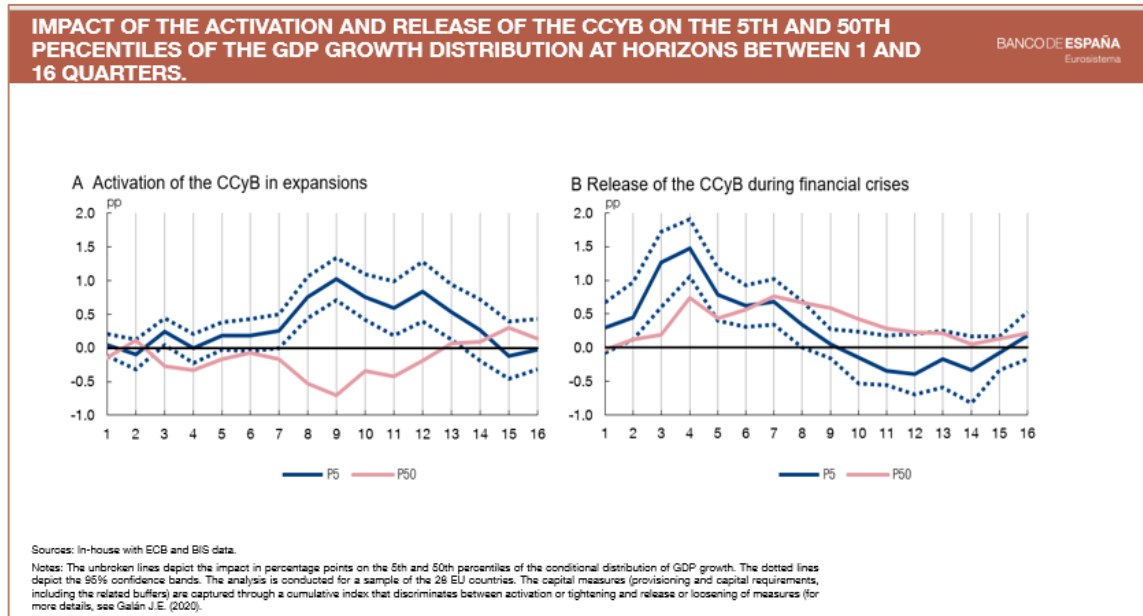 IMPACT OF THE ACTIVATION AND RELEASE OF THE CCYB ON THE 5TH AND 50TH
PERCENTILES OF THE GDP GROWTH DISTRIBUTION AT HORIZONS BETWEEN 1 AND
16 QUARTERS.
BANCO DE ESPAÑA
Eurosistema
A Activation of the CCyB in expansions
pp
2.0
1.5
1.0
0.5
0.0
-0.5
-1.0
1 2 3 4 5 6 7 8 9 10 11 12 13 14 15 16
P5 P50
B Release of the CCyB during financial crises
pp
2.0
1.5
1.0
0.5
0.0
-0.5
-1.0
1 2 3 4 5 6 7 8 9 10 11 12 13 14 15 16
P5 P50
Sources: In-house with ECB and BIS data.
Notes: The unbroken lines depict the impact in percentage points on the 5th and 50th percentiles of the conditional distribution of GDP growth. The dotted lines
depict the 95% confidence bands. The analysis is conducted for a sample of the 28 EU countries. The capital measures (provisioning and capital requirements,
including the related buffers) are captured through a cumulative index that discriminates between activation or tightening and release or loosening of measures (for
more details, see Galán J.E. (2020).